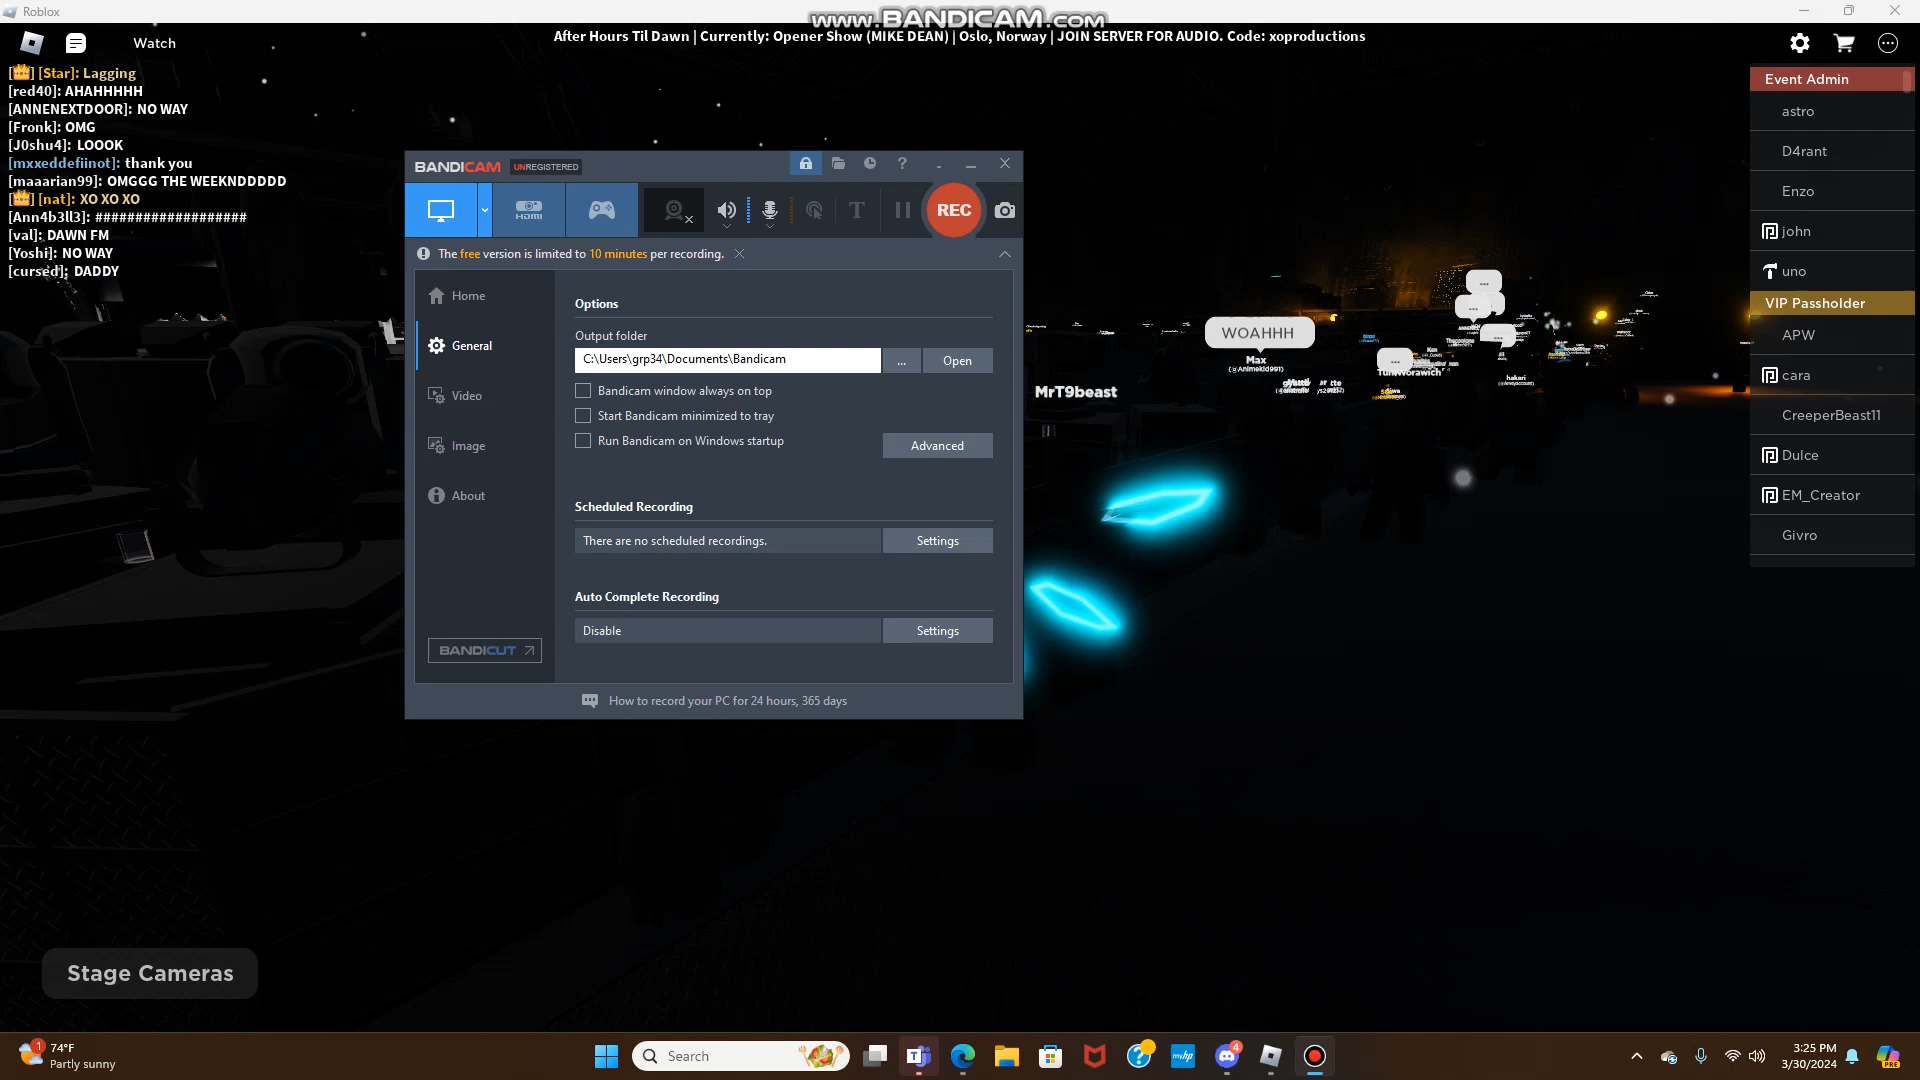 Roblox
www.BANDICAM.com
Watch
After Hours Til Dawn | Currently: Opener Show (MIKE DEAN) | Oslo, Norway | JOIN SERVER FOR AUDIO. Code: xoproductions
[Star]: Lagging
[red40]: AHAHHHHH
[ANNENEXTDOOR]: NO WAY
[Fronk]: OMG
[J0shu4]: LOOOK
[mxxeddefiinot]: thank you
[maaarian99]: OMGGG THE WEEKNDDDDD
[nat]: XO XO XO
[Ann4b3ll3]: ###################
[val]: DAWN FM
[Yoshi]: NO WAY
[cursed]: DADDY
BANDICAM UNREGISTERED
HDMI
REC
The free version is limited to 10 minutes per recording.
Home
General
Video
Image
About
BANDICUT
Options
Output folder
C:\Users\grp34\Documents\Bandicam
...
Open
Bandicam window always on top
Start Bandicam minimized to tray
Run Bandicam on Windows startup
Advanced
Scheduled Recording
There are no scheduled recordings.
Settings
Auto Complete Recording
Disable
Settings
How to record your PC for 24 hours, 365 days
WOAHHH
Max
(@Animekid991)
MrT9beast
hakari
Event Admin
astro
D4rant
Enzo
john
uno
VIP Passholder
APW
cara
CreeperBeast11
Dulce
EM_Creator
Givro
Stage Cameras
1
74°F
Partly sunny
Search
4
3:25 PM
3/30/2024